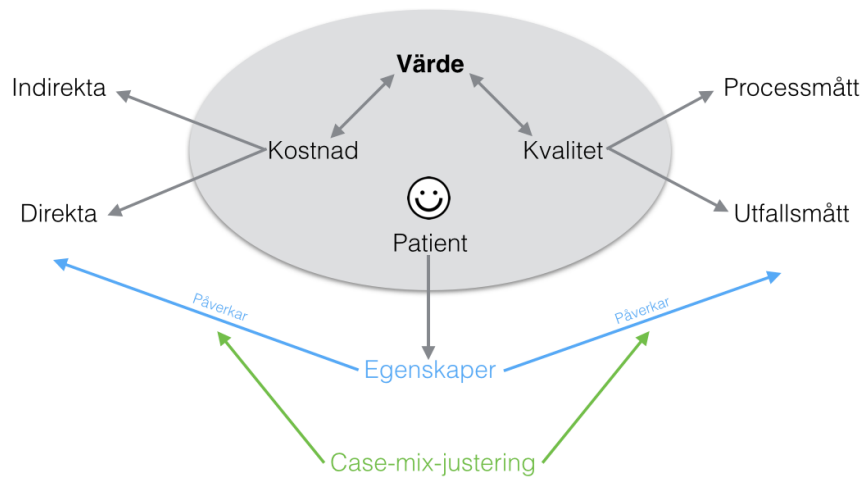 Värde
Indirekta
Processmått
Kostnad
Kvalitet
Direkta
Utfallsmått
Patient
Påverkar
Påverkar
Egenskaper
Case-mix-justering